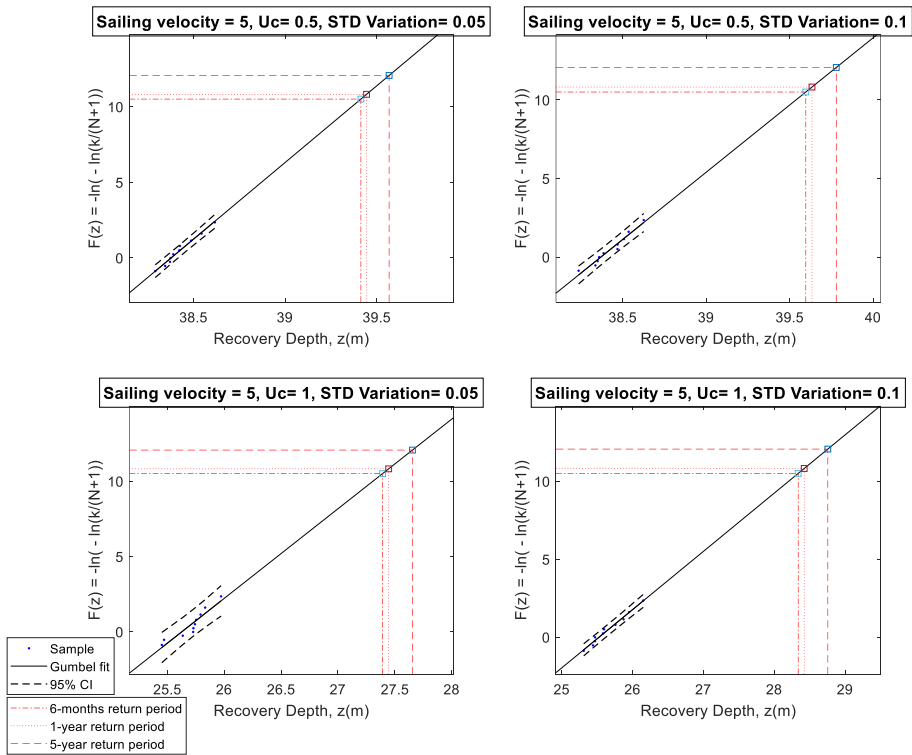 Sailing velocity = 5, Uc= 0.5, STD Variation= 0.05
F(z) = -ln( - ln(k/(N+1))
10
5
0
38.5
39
39.5
Recovery Depth, z(m)
Sailing velocity = 5, Uc= 0.5, STD Variation= 0.1
F(z) = -ln( - ln(k/(N+1))
10
5
0
38.5
39
39.5
40
Recovery Depth, z(m)
Sailing velocity = 5, Uc= 1, STD Variation= 0.05
F(z) = -ln( - ln(k/(N+1))
10
5
0
25.5
26
26.5
27
27.5
28
Recovery Depth, z(m)
Sailing velocity = 5, Uc= 1, STD Variation= 0.1
F(z) = -ln( - ln(k/(N+1))
10
5
0
25
26
27
28
29
Recovery Depth, z(m)
Sample
Gumbel fit
95% CI
6-months return period
1-year return period
5-year return period